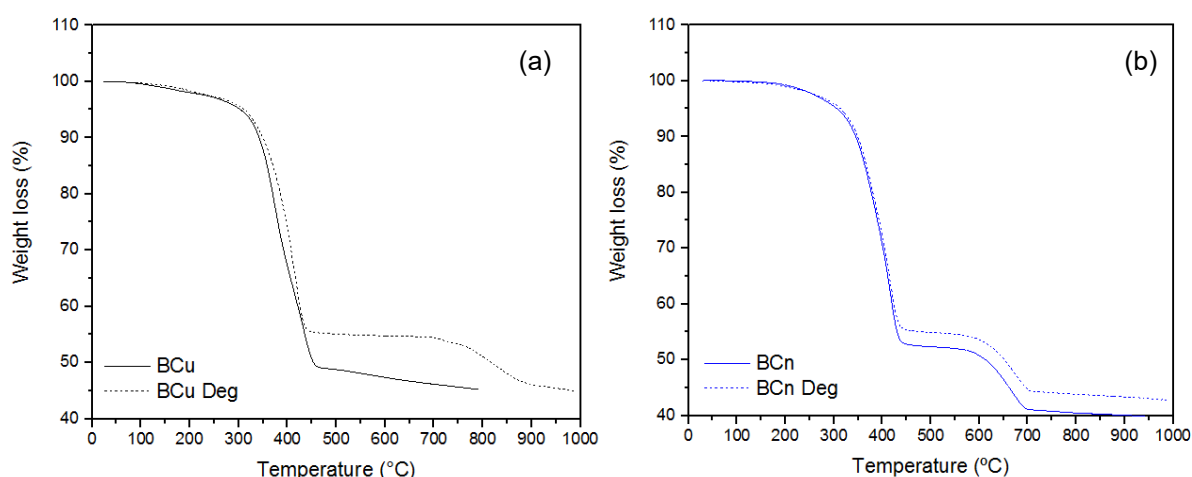 110
100
90
80
70
60
50
40
Weight loss (%)
(a)
BCu
BCu Deg
0 100 200 300 400 500 600 700 800 900 1000
Temperature (°C)
110
100
90
80
70
60
50
40
Weight loss (%)
(b)
BCn
BCn Deg
0 100 200 300 400 500 600 700 800 900 1000
Temperature (ºC)